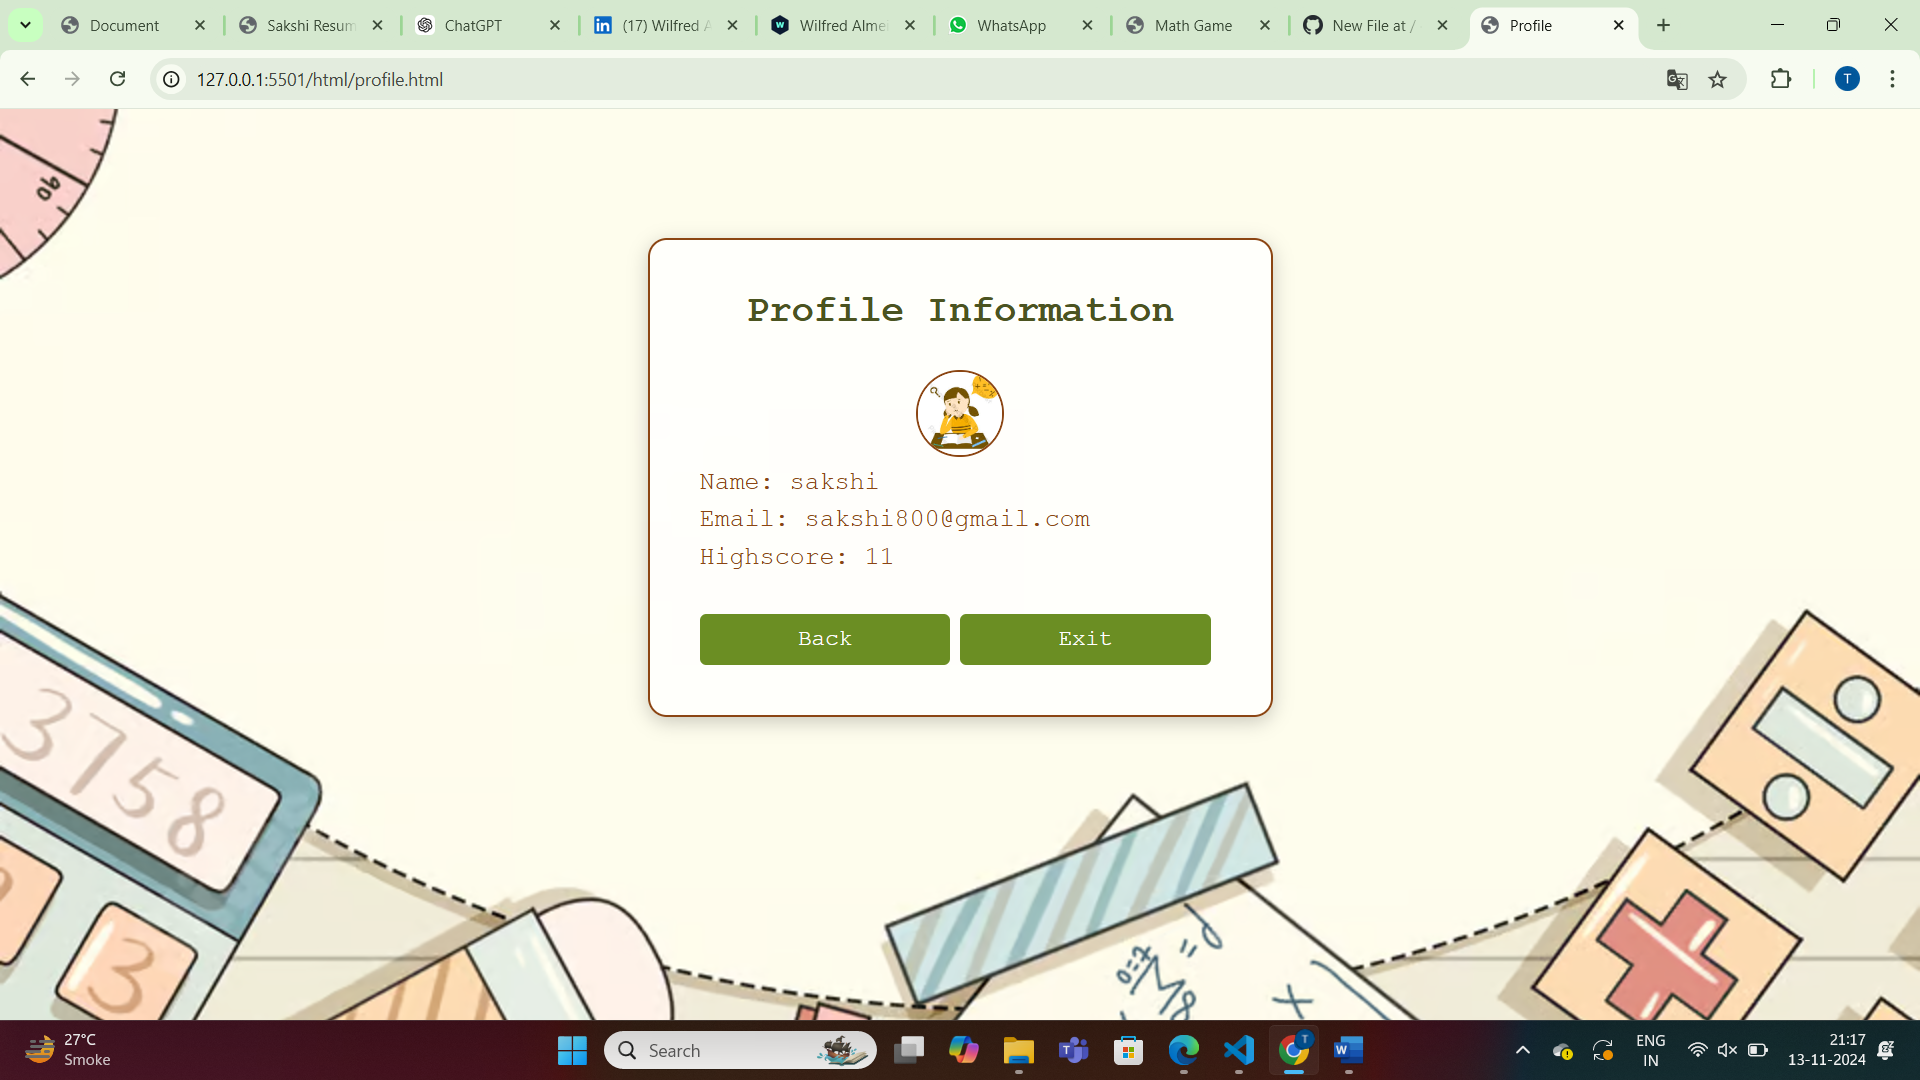 Document
Sakshi Resum
ChatGPT
(17) Wilfred A
Wilfred Almei
WhatsApp
Math Game
New File at /
Profile
127.0.0.1:5501/html/profile.html
T
90
Profile Information
Name: sakshi
Email: sakshi800@gmail.com
Highscore: 11
Back
Exit
3758
3
27°C
Smoke
Search
T
ENG
IN
21:17
13-11-2024